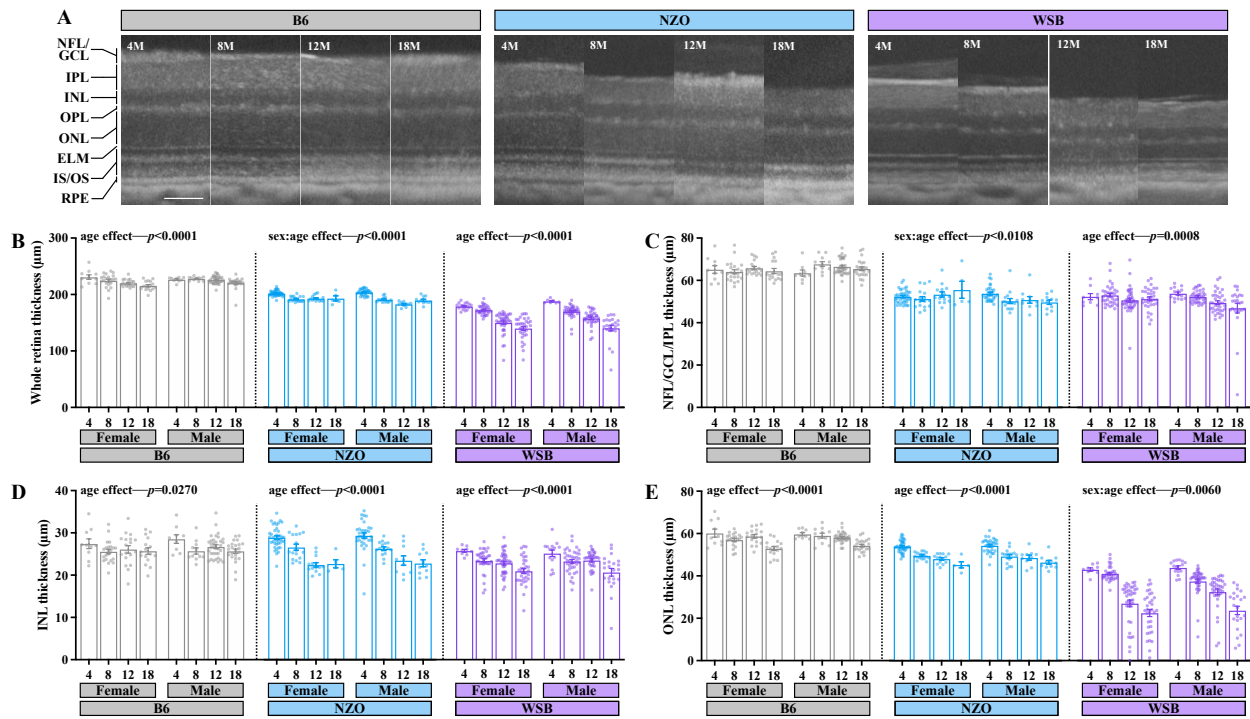 A
B6
NZO
WSB
NFL/
GCL
IPL
INL
OPL
ONL
ELM
IS/OS
RPE
4M 8M 12M 18M
4M 8M 12M 18M
4M 8M 12M 18M
B
age effect—p<0.0001
sex:age effect—p<0.0001
age effect—p<0.0001
Whole retina thickness (µm)
300
200
100
0
4 8 12 18 4 8 12 18 4 8 12 18 4 8 12 18 4 8 12 18 4 8 12 18
Female Male Female Male Female Male
B6 NZO WSB
C
sex:age effect—p<0.0108
age effect—p=0.0008
NFL/GCL/IPL thickness (µm)
80
60
40
20
0
4 8 12 18 4 8 12 18 4 8 12 18 4 8 12 18 4 8 12 18 4 8 12 18
Female Male Female Male Female Male
B6 NZO WSB
D
age effect—p=0.0270
age effect—p<0.0001
age effect—p<0.0001
INL thickness (µm)
40
30
20
10
0
4 8 12 18 4 8 12 18 4 8 12 18 4 8 12 18 4 8 12 18 4 8 12 18
Female Male Female Male Female Male
B6 NZO WSB
E
age effect—p<0.0001
age effect—p<0.0001
sex:age effect—p=0.0060
ONL thickness (µm)
80
60
40
20
0
4 8 12 18 4 8 12 18 4 8 12 18 4 8 12 18 4 8 12 18 4 8 12 18
Female Male Female Male Female Male
B6 NZO WSB